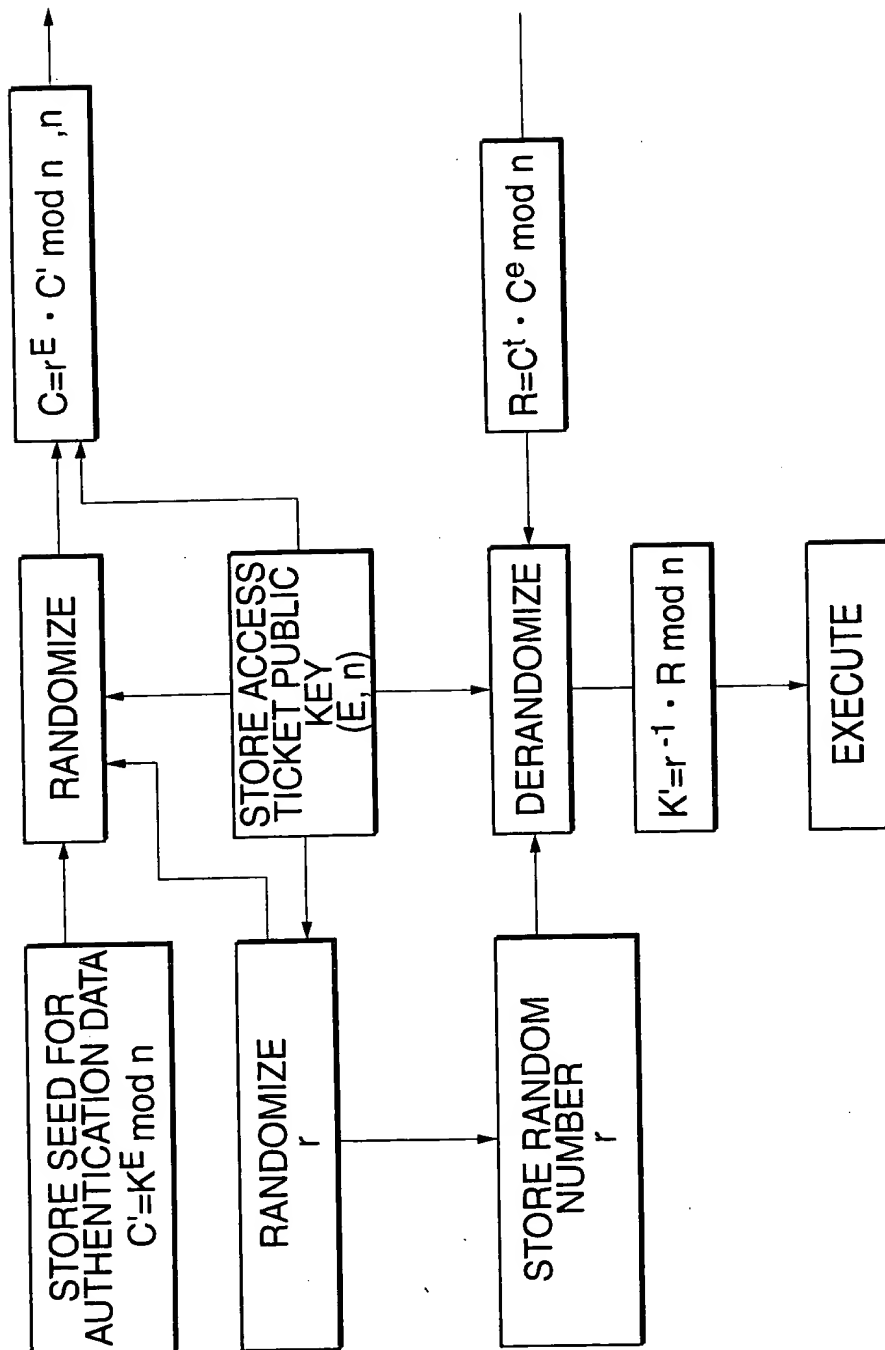 STORE SEED FOR
AUTHENTICATION DATA
C'=K^E mod n
RANDOMIZE
C=r^E · C' mod n ,n
RANDOMIZE
r
STORE ACCESS
TICKET PUBLIC
KEY
(E, n)
STORE RANDOM
NUMBER
r
DERANDOMIZE
R=C^t · C^e mod n
K'=r^-1 · R mod n
EXECUTE